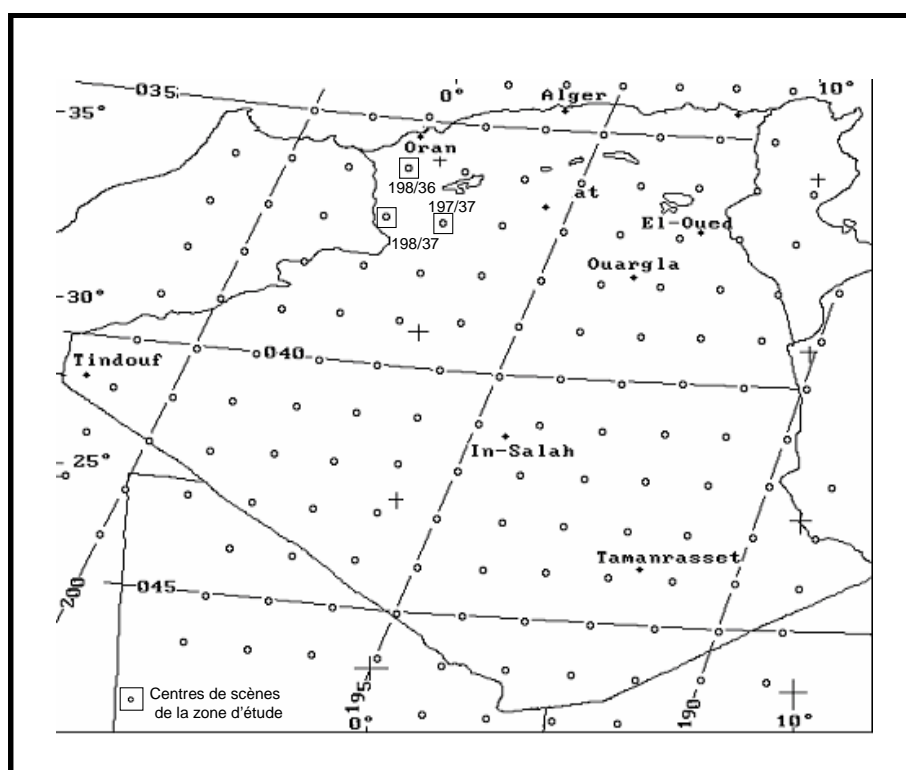 035
0°
10°
35°
Alger
Oran
198/36
at
197/37
El-Oued
198/37
Ouargla
30°
040
Tindouf
25°
In-Salah
Tamanrasset
045
200
195
190
Centres de scènes
de la zone d'étude
0°
10°